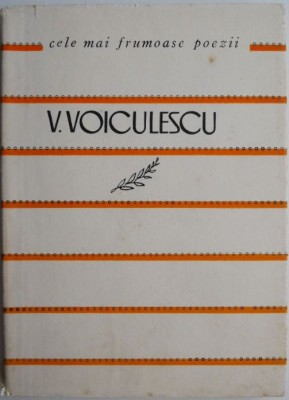 cele mai frumoase poezii
V. VOICULESCU